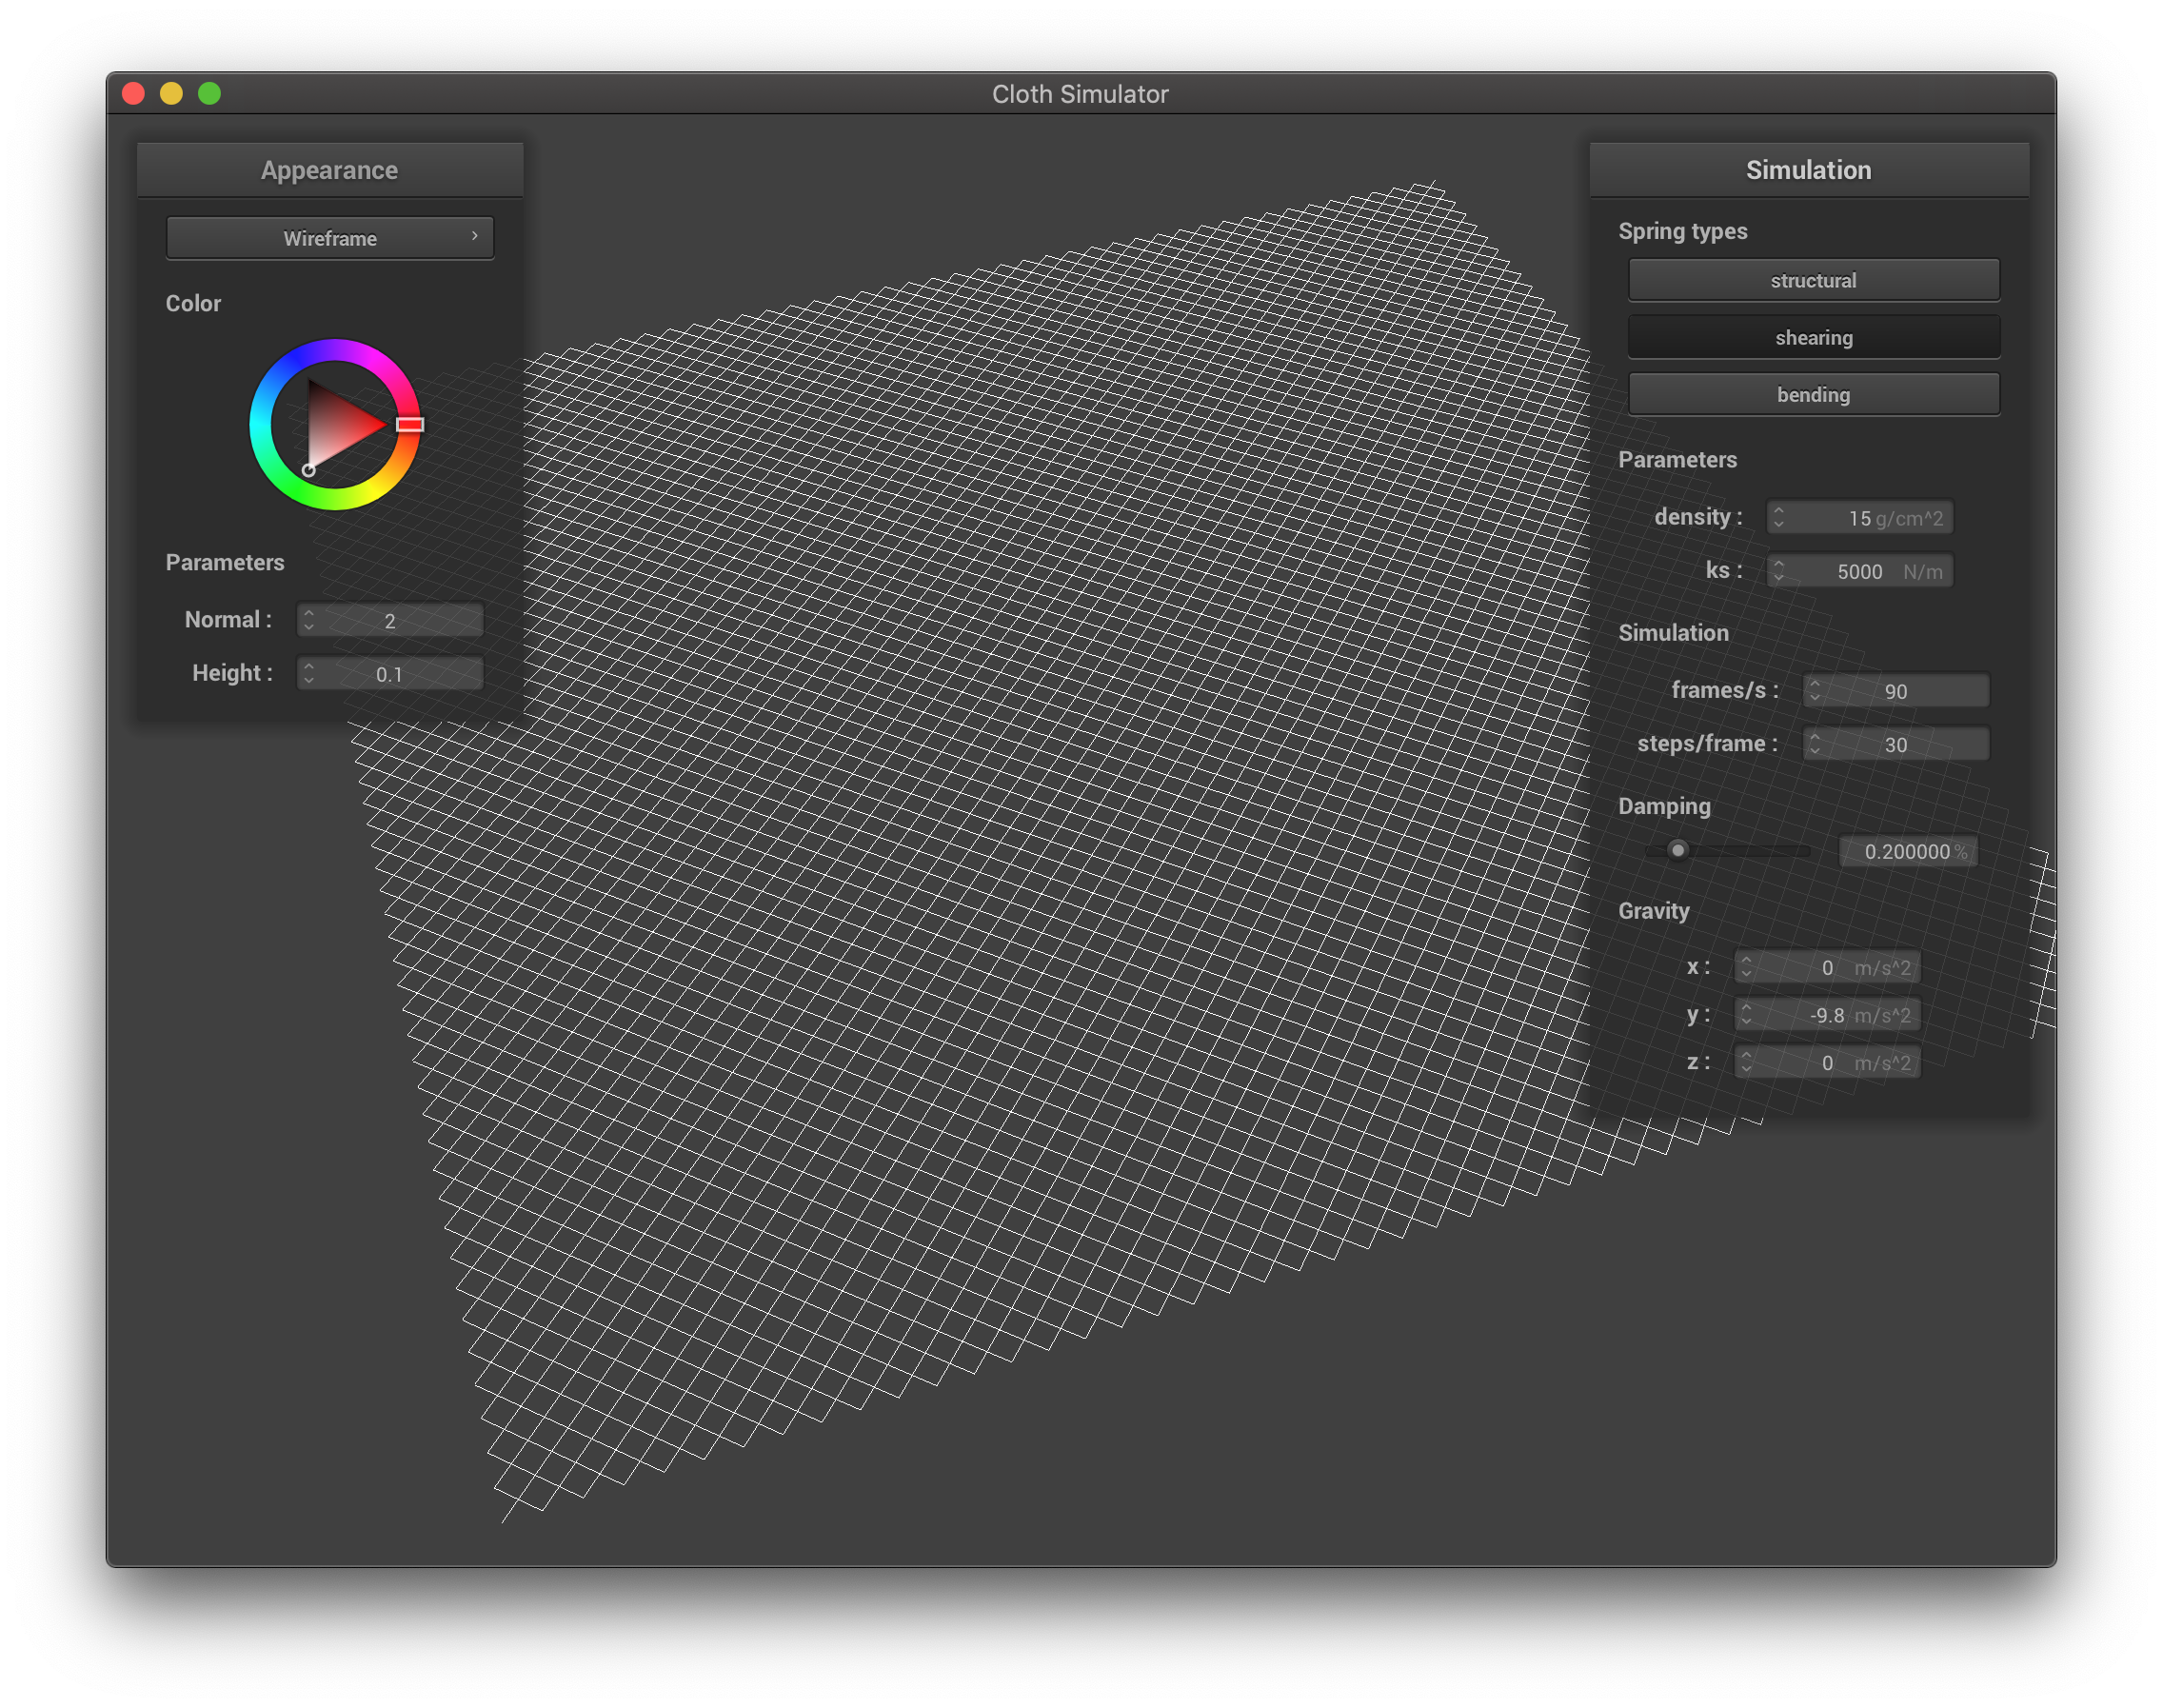 Cloth Simulator
Appearance
Wireframe
Color
Parameters
Normal : 2
Height : 0.1
Simulation
Spring types
structural
shearing
bending
Parameters
density : 15 g/cm^2
ks : 5000 N/m
Simulation
frames/s : 90
steps/frame : 30
Damping
0.200000 %
Gravity
x : 0 m/s^2
y : -9.8 m/s^2
z : 0 m/s^2